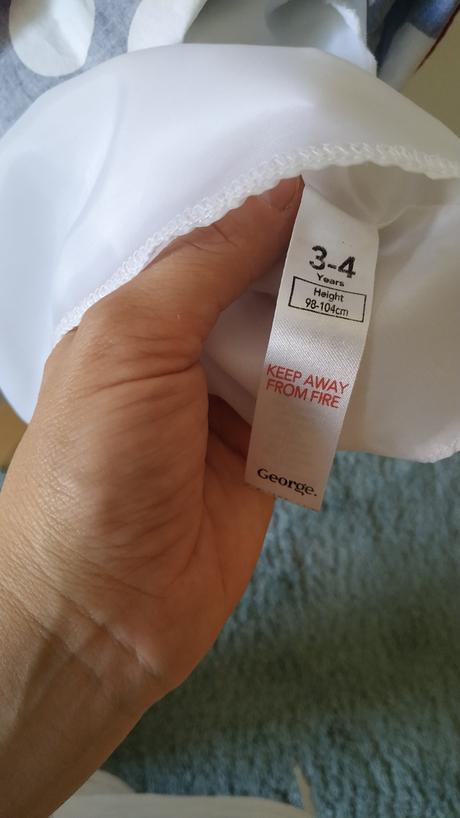 3-4
Years
Height
98-104cm
KEEP AWAY
FROM FIRE
George.